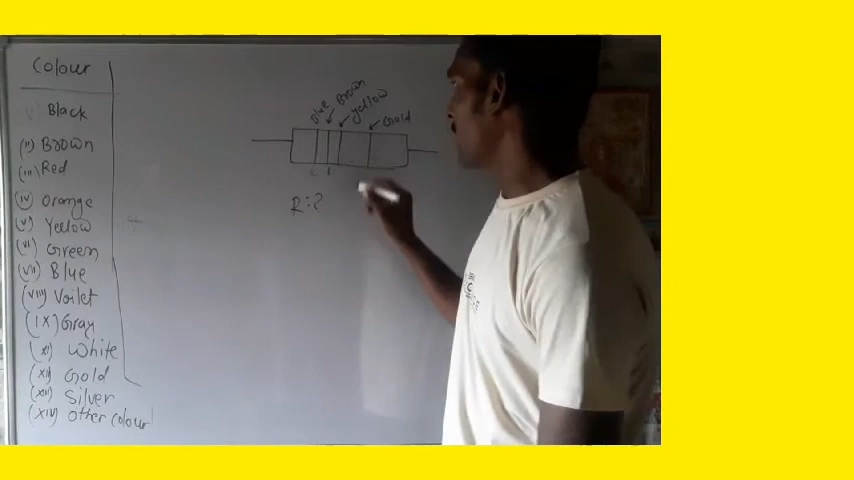 Colour
Black
(ii) Brown
(iii) Red
(iv) Orange
(v) Yellow
(vi) Green
(vii) Blue
(viii) Voilet
(IX) Gray
(xi) White
(xii) Gold
(xiii) Silver
(xiv) other colour
Blue
Brown
Yellow
Gold
R = ?